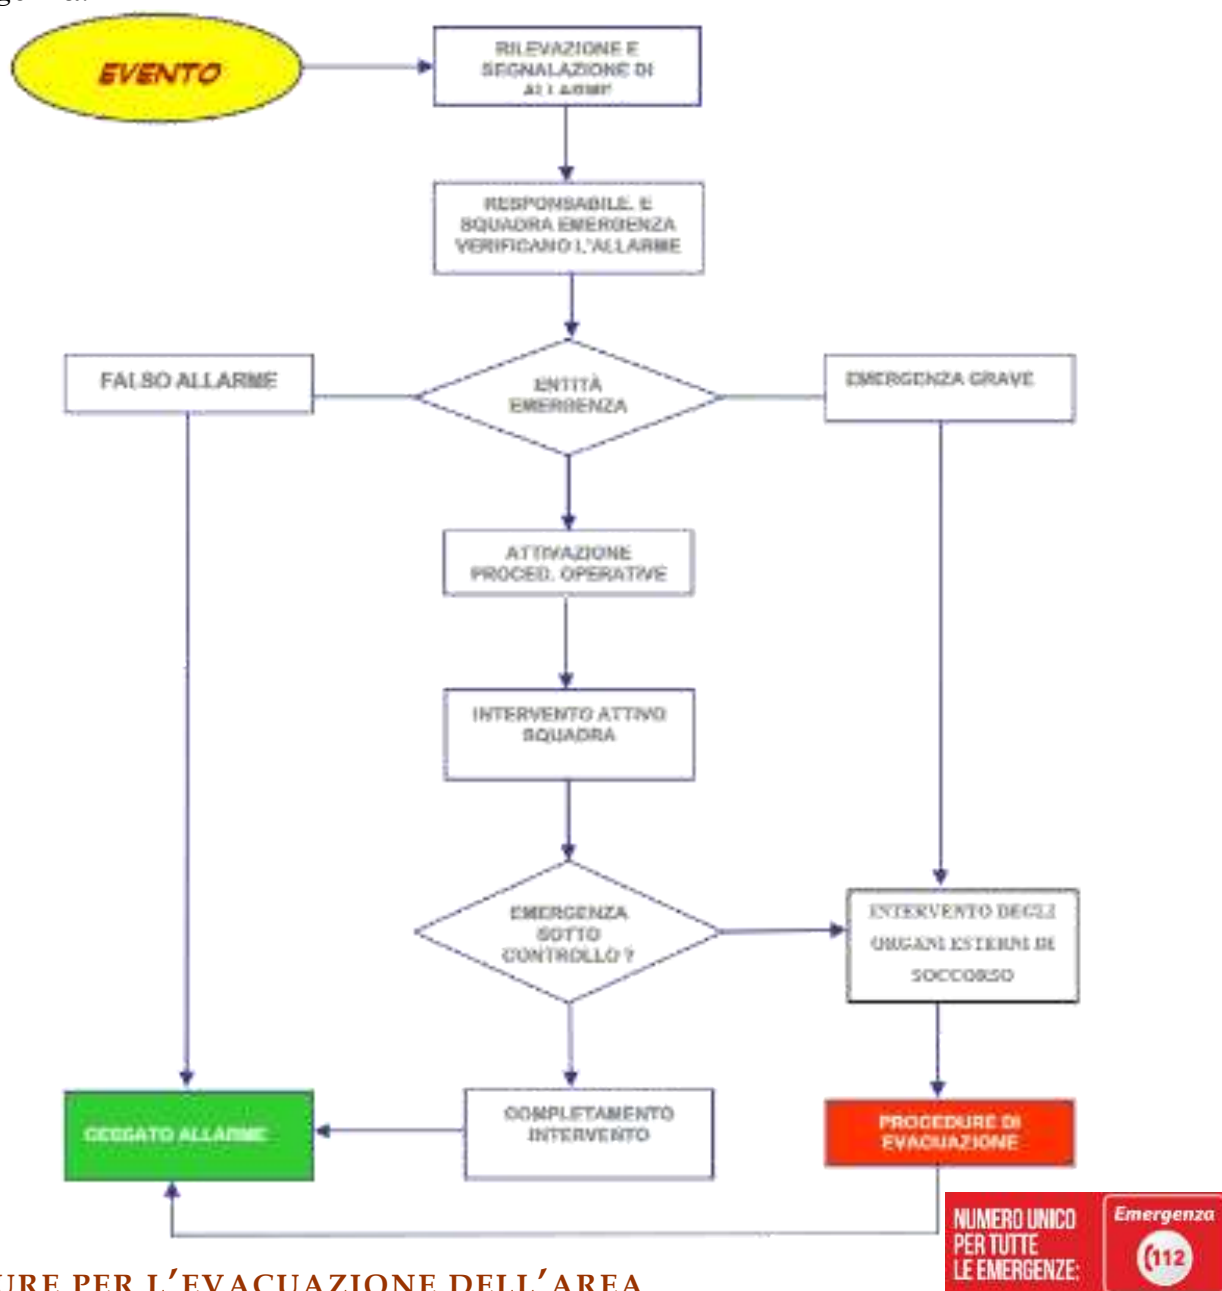 EVENTO
RILEVAZIONE E
SEGNALAZIONE DI
ALLARME
RESPONSABILE. E
SQUADRA EMERGENZA
VERIFICANO L'ALLARME
FALSO ALLARME
ENTITÀ
EMERGENZA
EMERGENZA GRAVE
ATTIVAZIONE
PROCED. OPERATIVE
INTERVENTO ATTIVO
SQUADRA
EMERGENZA
SOTTO
CONTROLLO ?
INTERVENTO DEGLI
ORGANI ESTERNI DI
SOCCORSO
CESSATO ALLARME
COMPLETAMENTO
INTERVENTO
PROCEDURE DI
EVACUAZIONE
NUMERO UNICO
PER TUTTE
LE EMERGENZE:
Emergenza
112
URE PER L'EVACUAZIONE DELL'AREA